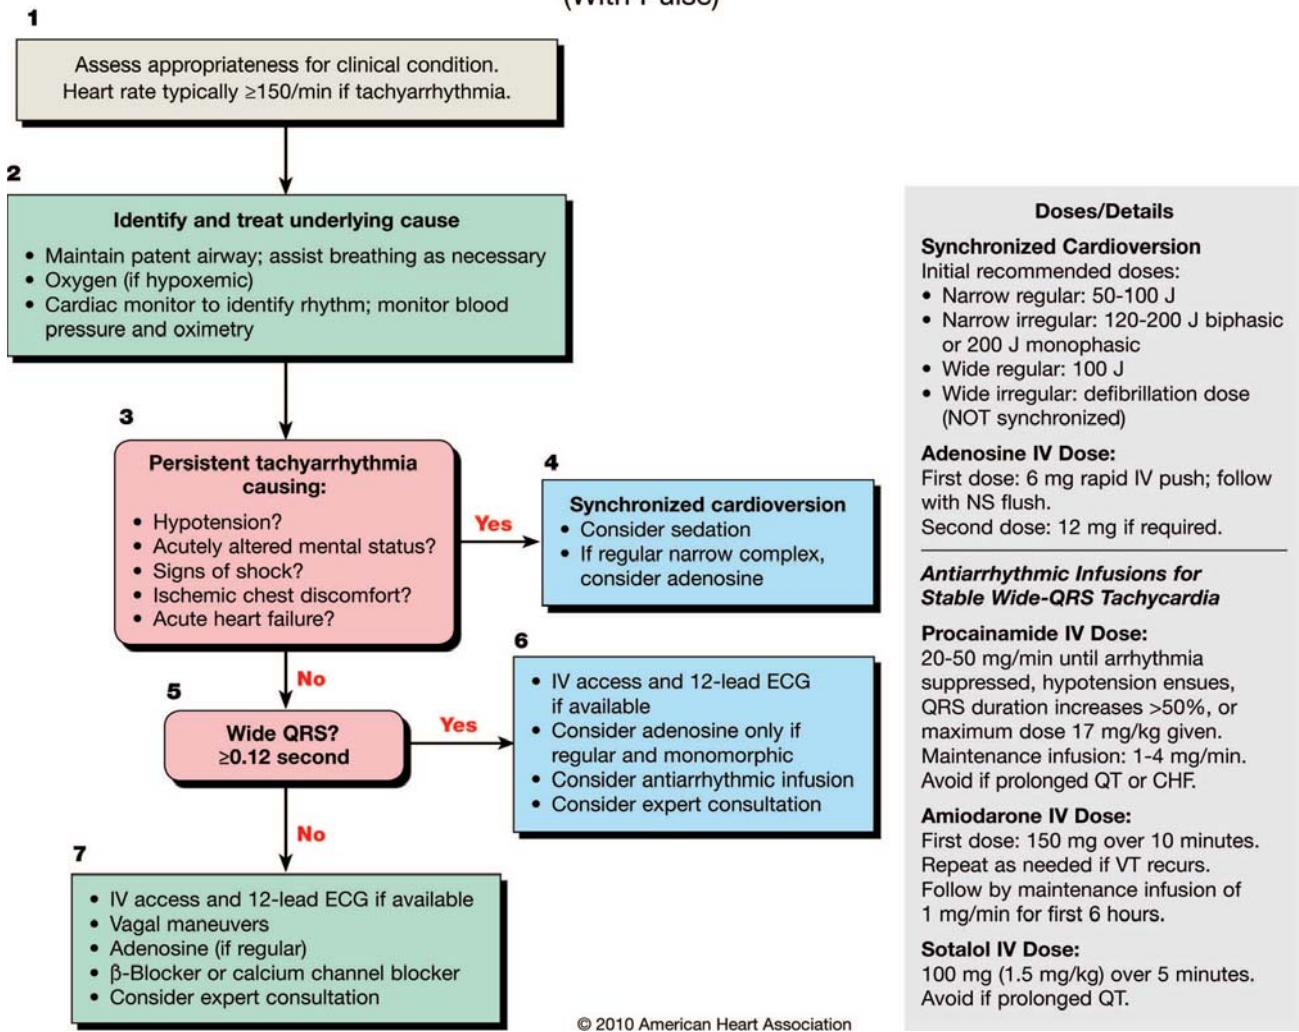 (With Pulse)
1
Assess appropriateness for clinical condition.
Heart rate typically ≥150/min if tachyarrhythmia.
2
Identify and treat underlying cause
• Maintain patent airway; assist breathing as necessary
• Oxygen (if hypoxemic)
• Cardiac monitor to identify rhythm; monitor blood
pressure and oximetry
3
Persistent tachyarrhythmia
causing:
• Hypotension?
• Acutely altered mental status?
• Signs of shock?
• Ischemic chest discomfort?
• Acute heart failure?
Yes
4
Synchronized cardioversion
• Consider sedation
• If regular narrow complex,
consider adenosine
No
5
Wide QRS?
≥0.12 second
Yes
6
• IV access and 12-lead ECG
if available
• Consider adenosine only if
regular and monomorphic
• Consider antiarrhythmic infusion
• Consider expert consultation
No
7
• IV access and 12-lead ECG if available
• Vagal maneuvers
• Adenosine (if regular)
• β-Blocker or calcium channel blocker
• Consider expert consultation
Doses/Details
Synchronized Cardioversion
Initial recommended doses:
• Narrow regular: 50-100 J
• Narrow irregular: 120-200 J biphasic
or 200 J monophasic
• Wide regular: 100 J
• Wide irregular: defibrillation dose
(NOT synchronized)
Adenosine IV Dose:
First dose: 6 mg rapid IV push; follow
with NS flush.
Second dose: 12 mg if required.
Antiarrhythmic Infusions for
Stable Wide-QRS Tachycardia
Procainamide IV Dose:
20-50 mg/min until arrhythmia
suppressed, hypotension ensues,
QRS duration increases >50%, or
maximum dose 17 mg/kg given.
Maintenance infusion: 1-4 mg/min.
Avoid if prolonged QT or CHF.
Amiodarone IV Dose:
First dose: 150 mg over 10 minutes.
Repeat as needed if VT recurs.
Follow by maintenance infusion of
1 mg/min for first 6 hours.
Sotalol IV Dose:
100 mg (1.5 mg/kg) over 5 minutes.
Avoid if prolonged QT.
© 2010 American Heart Association